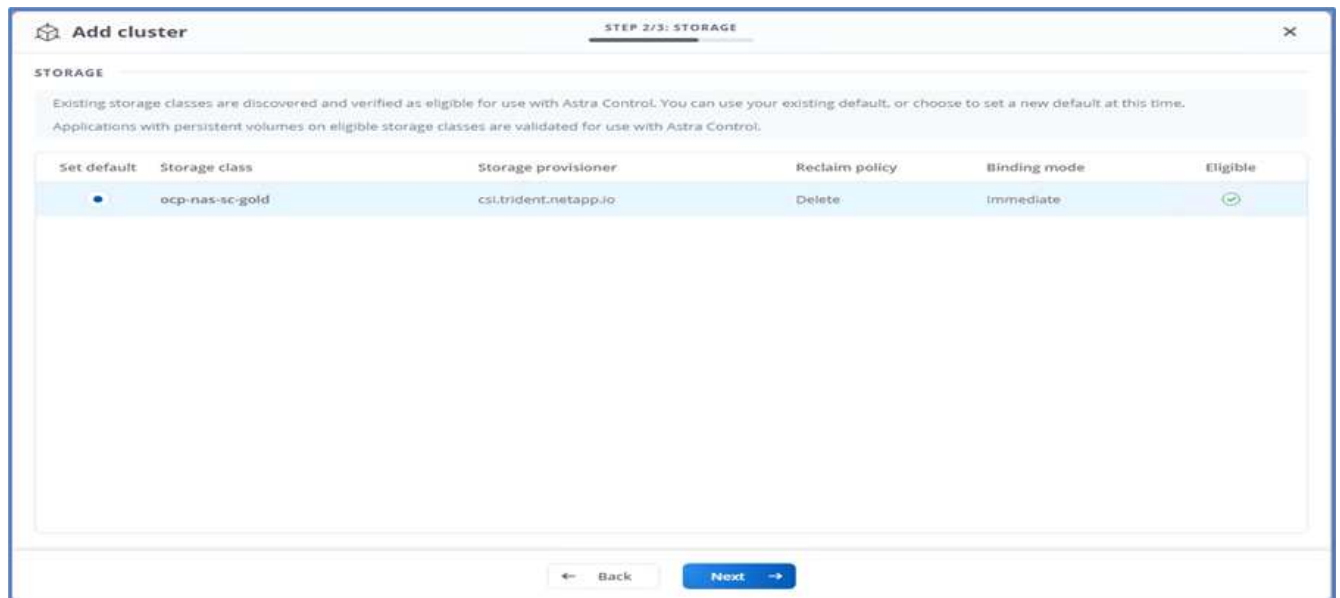 Add cluster
STEP 2/3: STORAGE
STORAGE
Existing storage classes are discovered and verified as eligible for use with Astra Control. You can use your existing default, or choose to set a new default at this time.
Applications with persistent volumes on eligible storage classes are validated for use with Astra Control.
Set default Storage class Storage provisioner Reclaim policy Binding mode Eligible
ocp-nas-sc-gold csi.trident.netapp.io Delete Immediate
Back Next